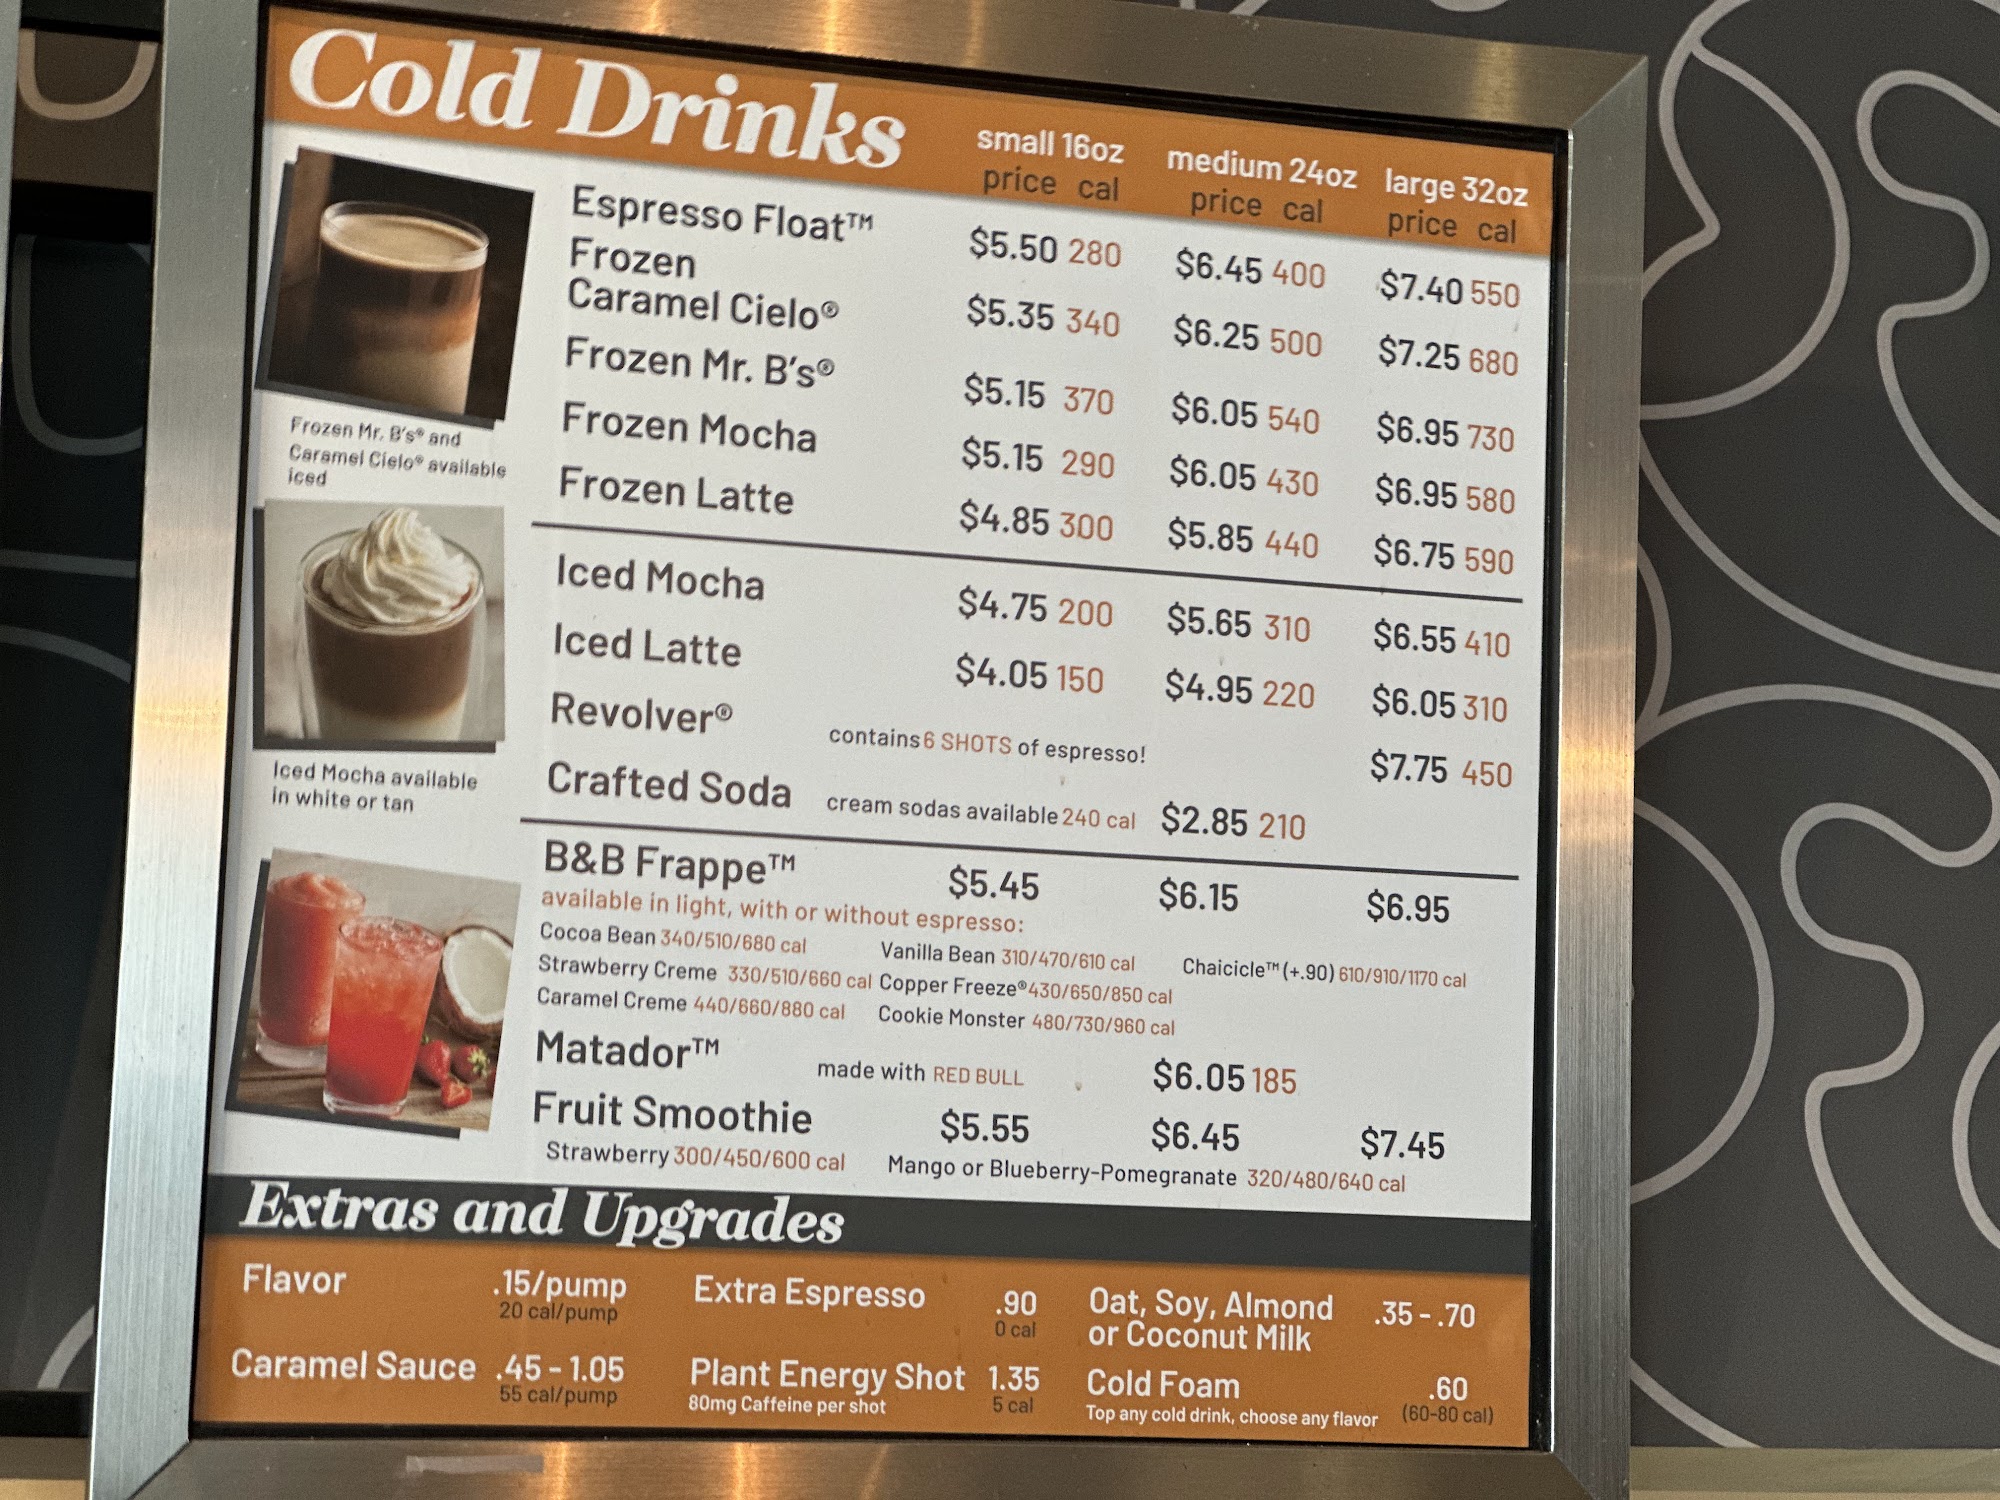 Cold Drinks
small 16oz medium 24oz large 32oz
price cal price cal price cal
Espresso Float™ $5.50 280 $6.45 400 $7.40 550
Frozen
Caramel Cielo® $5.35 340 $6.25 500 $7.25 680
Frozen Mr. B's® $5.15 370 $6.05 540 $6.95 730
Frozen Mocha $5.15 290 $6.05 430 $6.95 580
Frozen Latte $4.85 300 $5.85 440 $6.75 590
Frozen Mr. B's® and
Caramel Cielo® available
iced
Iced Mocha $4.75 200 $5.65 310 $6.55 410
Iced Latte $4.05 150 $4.95 220 $6.05 310
Revolver® contains 6 SHOTS of espresso! $7.75 450
Crafted Soda cream sodas available 240 cal $2.85 210
Iced Mocha available
in white or tan
B&B Frappe™ $5.45 $6.15 $6.95
available in light, with or without espresso:
Cocoa Bean 340/510/680 cal Vanilla Bean 310/470/610 cal Chaicicle™ (+.90) 610/910/1170 cal
Strawberry Creme 330/510/660 cal Copper Freeze® 430/650/850 cal
Caramel Creme 440/660/880 cal Cookie Monster 480/730/960 cal
Matador™ made with RED BULL $6.05 185
Fruit Smoothie $5.55 $6.45 $7.45
Strawberry 300/450/600 cal Mango or Blueberry-Pomegranate 320/480/640 cal
Extras and Upgrades
Flavor .15/pump
20 cal/pump
Caramel Sauce .45 - 1.05
55 cal/pump
Extra Espresso .90
0 cal
Plant Energy Shot 1.35
80mg Caffeine per shot 5 cal
Oat, Soy, Almond .35 - .70
or Coconut Milk
Cold Foam .60
Top any cold drink, choose any flavor (60-80 cal)